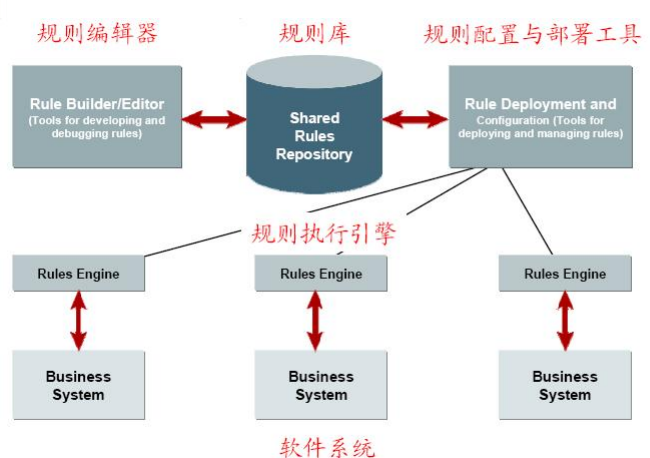 规则编辑器
规则库
规则配置与部署工具
Rule Builder/Editor
(Tools for developing and
debugging rules)
Shared
Rules
Repository
Rule Deployment and
Configuration (Tools for
deploying and managing rules)
规则执行引擎
Rules Engine
Rules Engine
Rules Engine
Business
System
Business
System
Business
System
软件系统